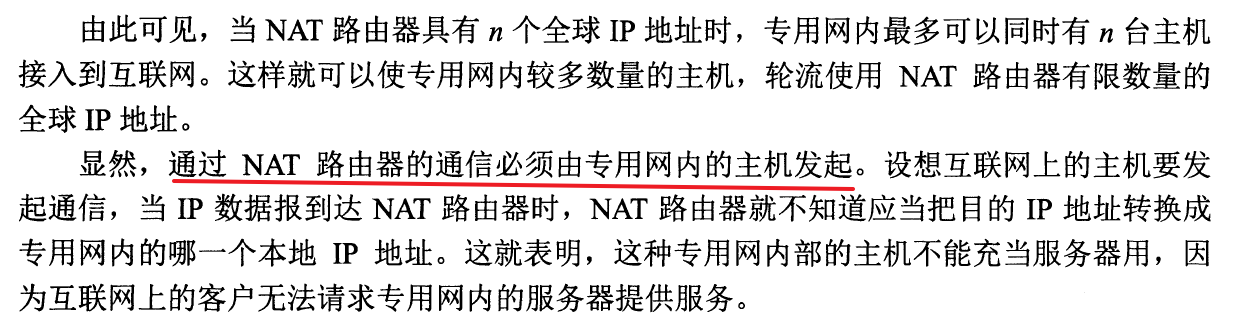 由此可见，当 NAT 路由器具有 n 个全球 IP 地址时，专用网内最多可以同时有 n 台主机
接入到互联网。这样就可以使专用网内较多数量的主机，轮流使用 NAT 路由器有限数量的
全球 IP 地址。
显然，通过 NAT 路由器的通信必须由专用网内的主机发起。设想互联网上的主机要发
起通信，当 IP 数据报到达 NAT 路由器时，NAT 路由器就不知道应当把目的 IP 地址转换成
专用网内的哪一个本地 IP 地址。这就表明，这种专用网内部的主机不能充当服务器用，因
为互联网上的客户无法请求专用网内的服务器提供服务。